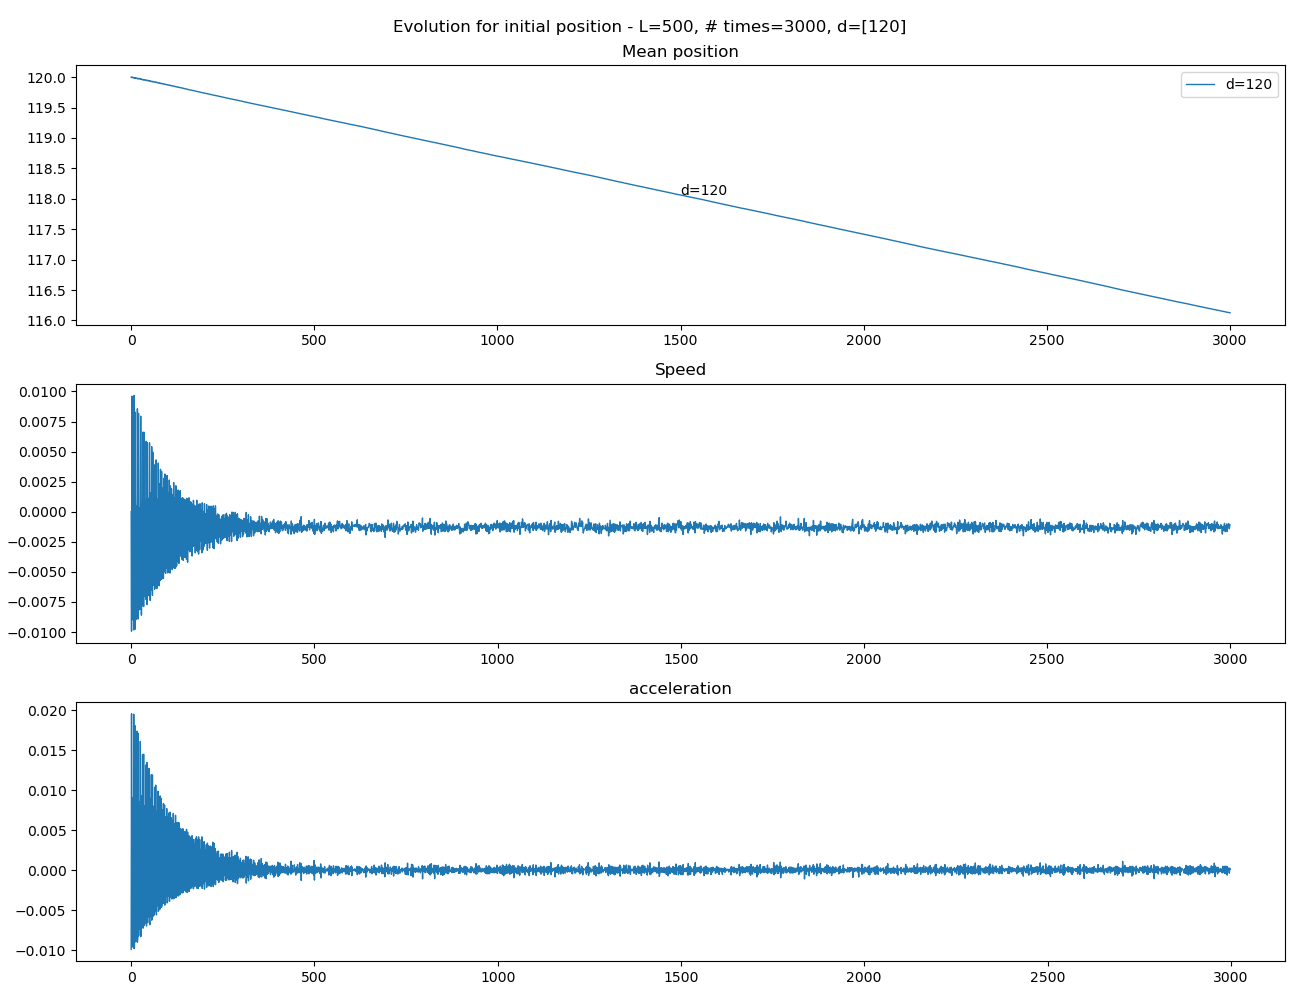 Evolution for initial position - L=500, # times=3000, d=[120]
Mean position
120.0
119.5
119.0
118.5
118.0
117.5
117.0
116.5
116.0
d=120
d=120
0 500 1000 1500 2000 2500 3000
Speed
0.0100
0.0075
0.0050
0.0025
0.0000
−0.0025
−0.0050
−0.0075
−0.0100
0 500 1000 1500 2000 2500 3000
acceleration
0.020
0.015
0.010
0.005
0.000
−0.005
−0.010
0 500 1000 1500 2000 2500 3000